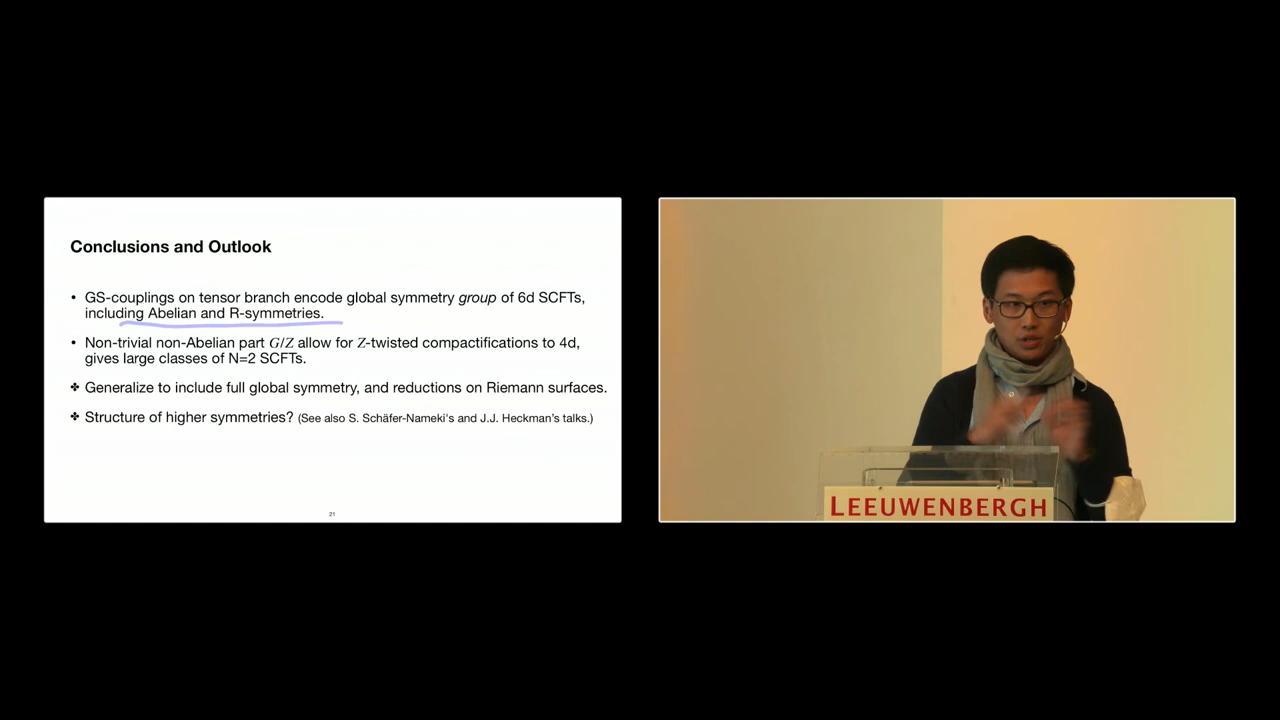 Conclusions and Outlook
• GS-couplings on tensor branch encode global symmetry group of 6d SCFTs,
including Abelian and R-symmetries.
• Non-trivial non-Abelian part G/Z allow for Z-twisted compactifications to 4d,
gives large classes of N=2 SCFTs.
✤ Generalize to include full global symmetry, and reductions on Riemann surfaces.
✤ Structure of higher symmetries? (See also S. Schäfer-Nameki's and J.J. Heckman's talks.)
21
LEEUWENBERGH